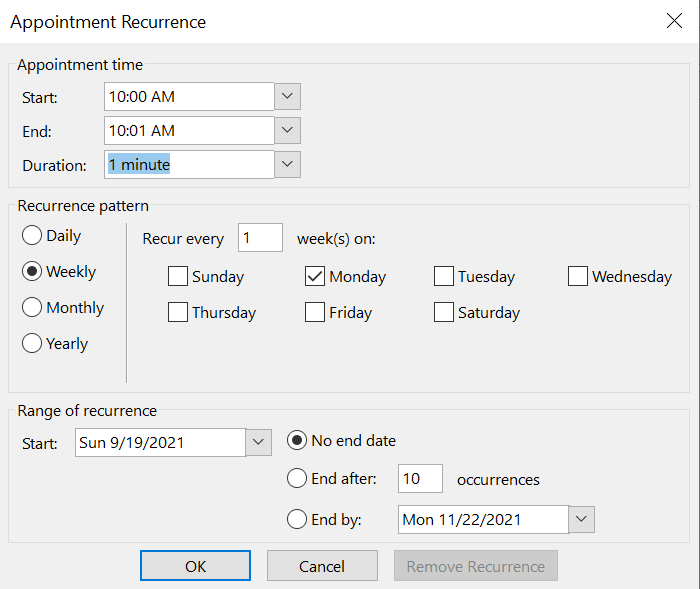 Appointment Recurrence
Appointment time
Start: 10:00 AM
End: 10:01 AM
Duration: 1 minute
Recurrence pattern
Daily
Weekly
Monthly
Yearly
Recur every 1 week(s) on:
Sunday Monday Tuesday Wednesday
Thursday Friday Saturday
Range of recurrence
Start: Sun 9/19/2021
No end date
End after: 10 occurrences
End by: Mon 11/22/2021
OK Cancel Remove Recurrence